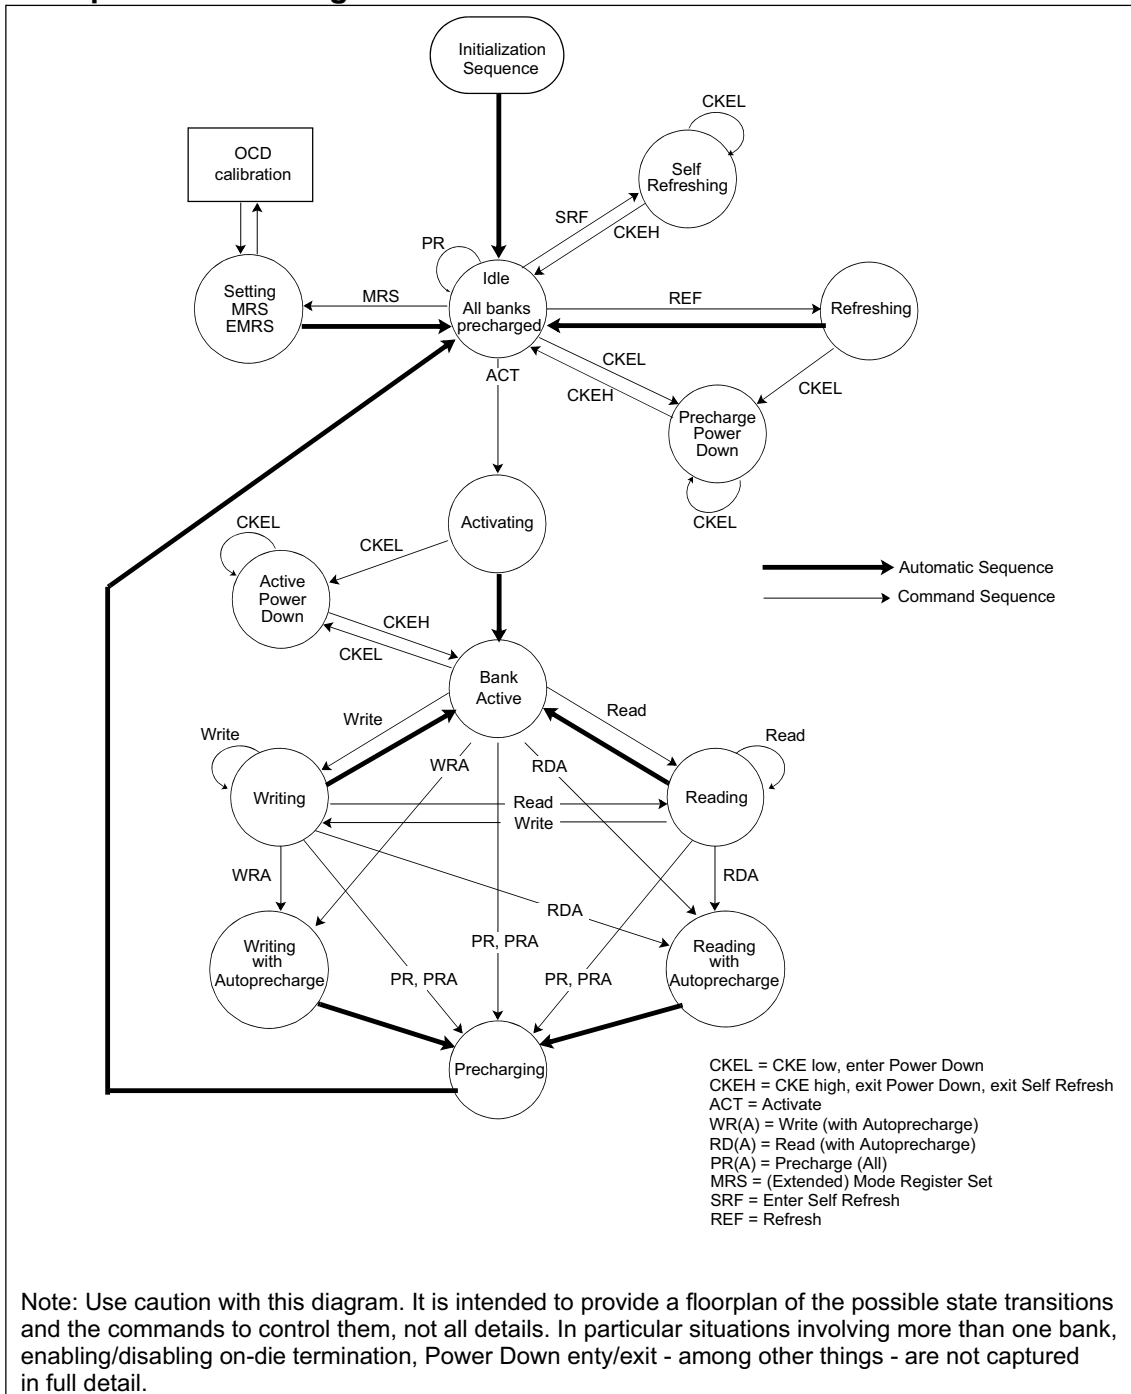 Initialization
Sequence
CKEL
OCD
calibration
Self
Refreshing
SRF
CKEH
PR
Idle
All banks
precharged
Setting
MRS
EMRS
MRS
REF
Refreshing
CKEL
CKEH
CKEL
ACT
Precharge
Power
Down
CKEL
Activating
CKEL
CKEL
Active
Power
Down
CKEH
CKEL
Automatic Sequence
Command Sequence
Bank
Active
Write
Read
Write
Read
WRA
RDA
Writing
Reading
Read
Write
WRA
RDA
RDA
Writing
with
Autoprecharge
PR, PRA
Reading
with
Autoprecharge
PR, PRA
PR, PRA
Precharging
CKEL = CKE low, enter Power Down
CKEH = CKE high, exit Power Down, exit Self Refresh
ACT = Activate
WR(A) = Write (with Autoprecharge)
RD(A) = Read (with Autoprecharge)
PR(A) = Precharge (All)
MRS = (Extended) Mode Register Set
SRF = Enter Self Refresh
REF = Refresh
Note: Use caution with this diagram. It is intended to provide a floorplan of the possible state transitions
and the commands to control them, not all details. In particular situations involving more than one bank,
enabling/disabling on-die termination, Power Down enty/exit - among other things - are not captured
in full detail.